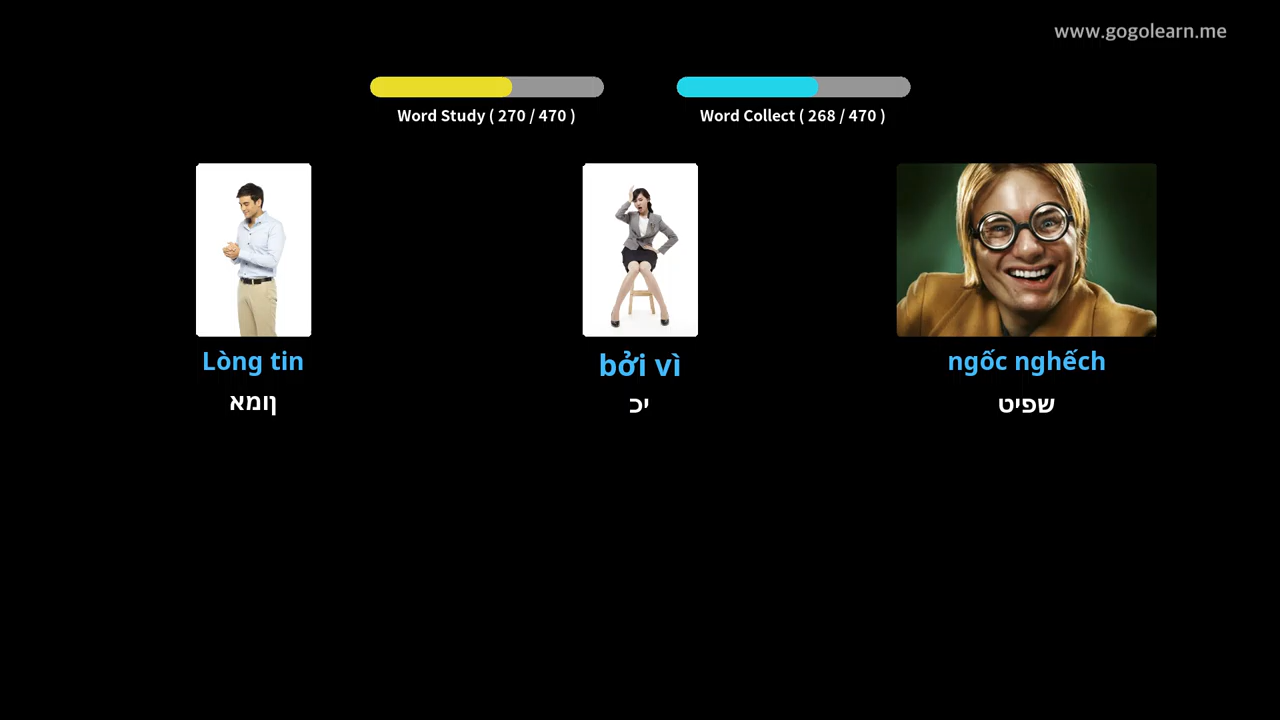 www.gogolearn.me
Word Study ( 270 / 470 )
Word Collect ( 268 / 470 )
Lòng tin
bởi vì
ngốc nghếch
ןומא
יכ
שפיט